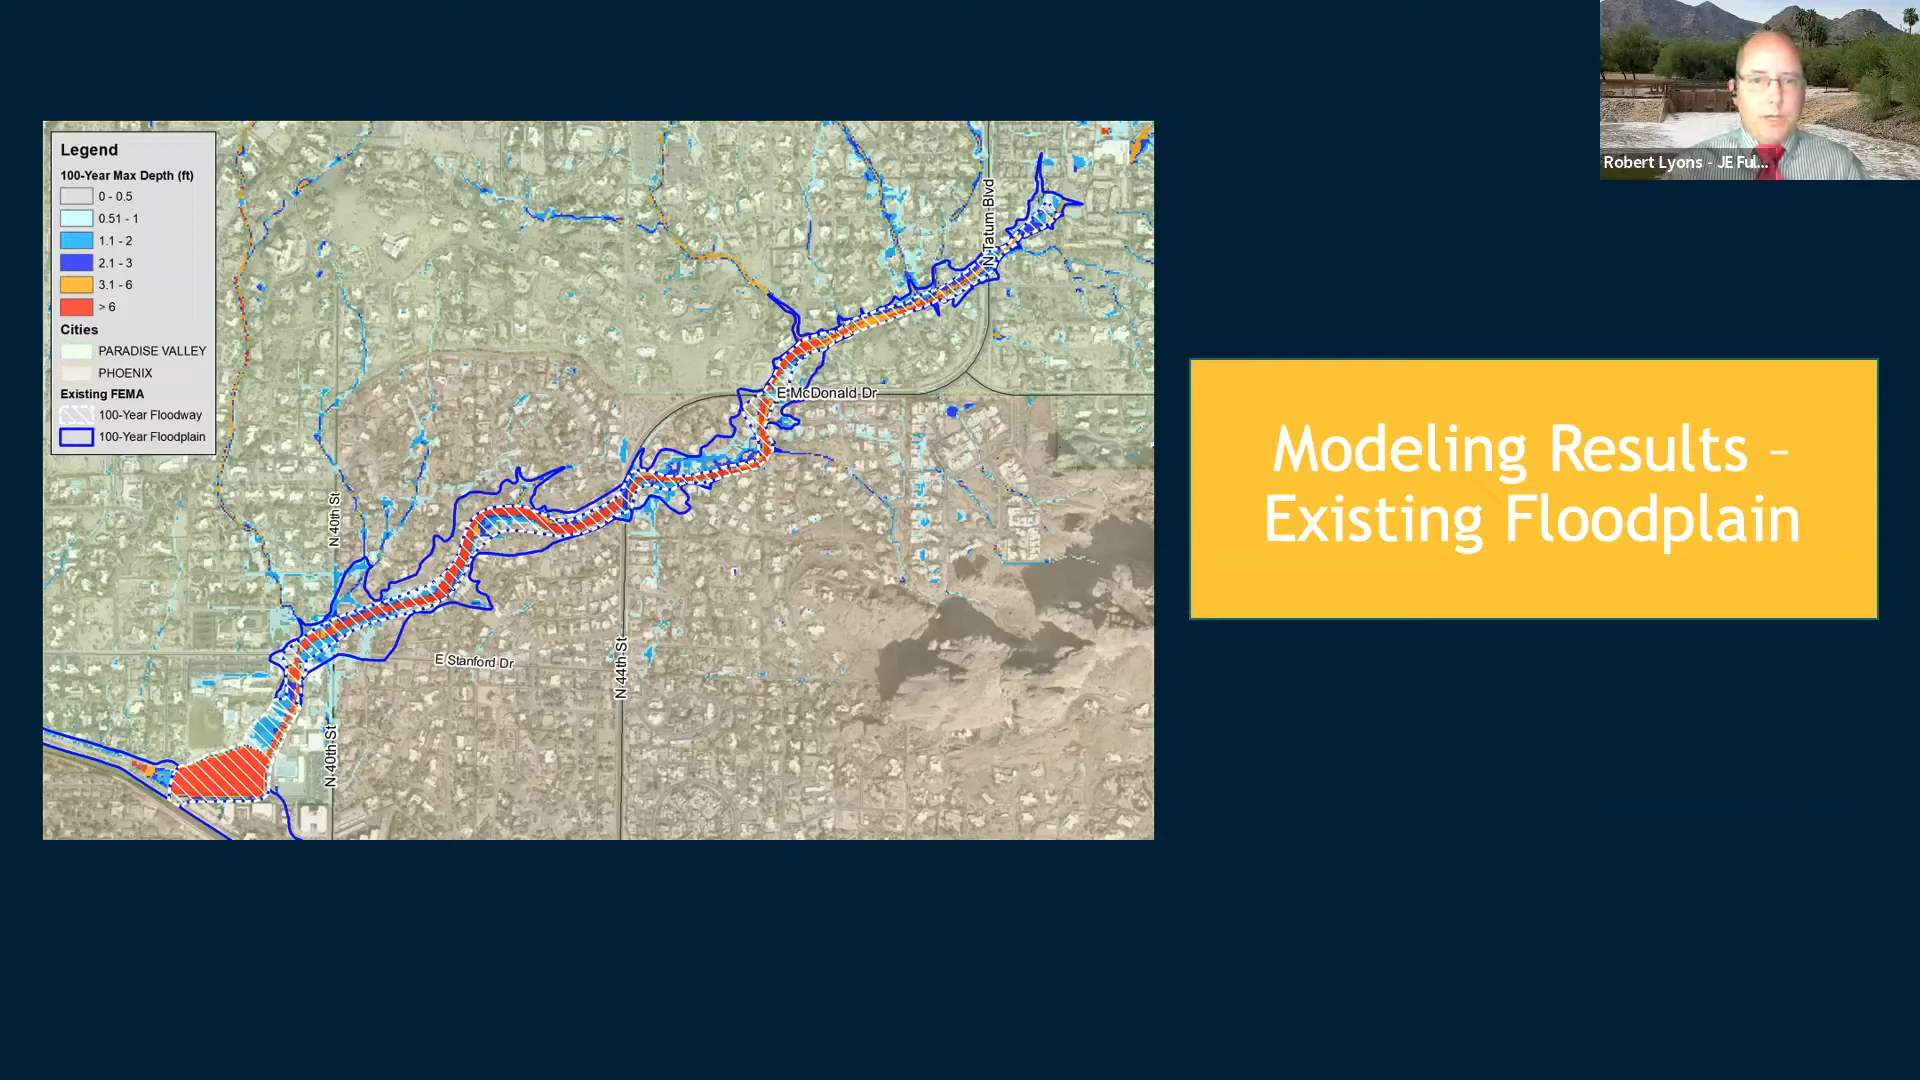 Robert Lyons - JE Ful...
Legend
100-Year Max Depth (ft)
0 - 0.5
0.51 - 1
1.1 - 2
2.1 - 3
3.1 - 6
> 6
Cities
PARADISE VALLEY
PHOENIX
Existing FEMA
100-Year Floodway
100-Year Floodplain
N Tatum Blvd
E McDonald Dr
N 40th St
E Stanford Dr
N 44th St
N 40th St
Modeling Results -
Existing Floodplain